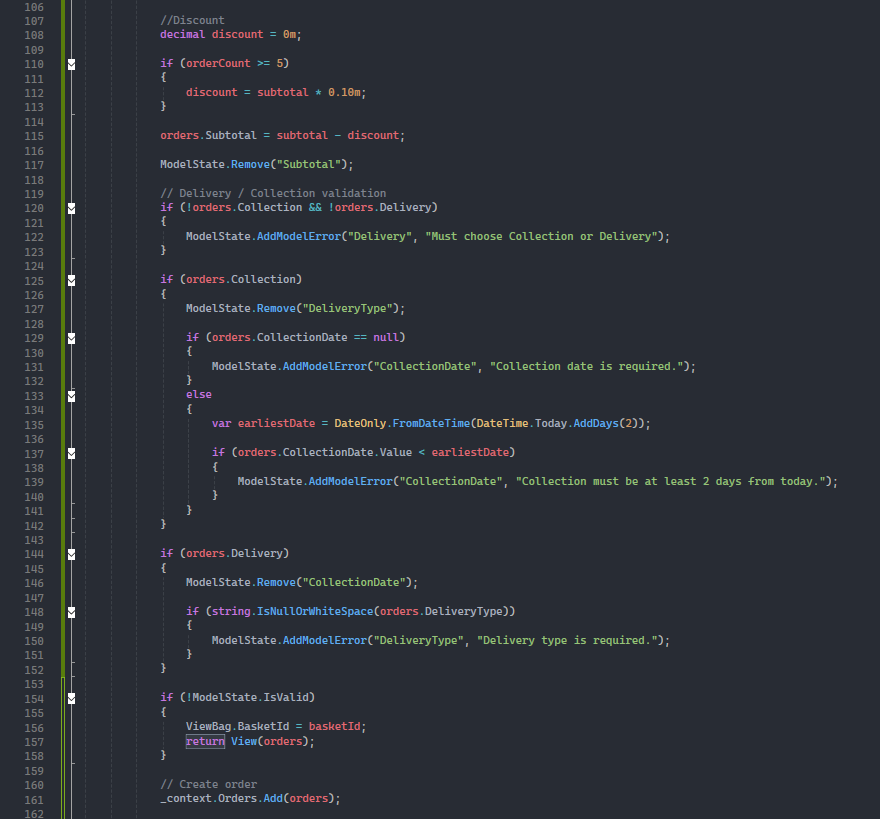 106
107 //Discount
108 decimal discount = 0m;
109
110 if (orderCount >= 5)
111 {
112 discount = subtotal * 0.10m;
113 }
114
115 orders.Subtotal = subtotal - discount;
116
117 ModelState.Remove("Subtotal");
118
119 // Delivery / Collection validation
120 if (!orders.Collection && !orders.Delivery)
121 {
122 ModelState.AddModelError("Delivery", "Must choose Collection or Delivery");
123 }
124
125 if (orders.Collection)
126 {
127 ModelState.Remove("DeliveryType");
128
129 if (orders.CollectionDate == null)
130 {
131 ModelState.AddModelError("CollectionDate", "Collection date is required.");
132 }
133 else
134 {
135 var earliestDate = DateOnly.FromDateTime(DateTime.Today.AddDays(2));
136
137 if (orders.CollectionDate.Value < earliestDate)
138 {
139 ModelState.AddModelError("CollectionDate", "Collection must be at least 2 days from today.");
140 }
141 }
142 }
143
144 if (orders.Delivery)
145 {
146 ModelState.Remove("CollectionDate");
147
148 if (string.IsNullOrWhiteSpace(orders.DeliveryType))
149 {
150 ModelState.AddModelError("DeliveryType", "Delivery type is required.");
151 }
152 }
153
154 if (!ModelState.IsValid)
155 {
156 ViewBag.BasketId = basketId;
157 return View(orders);
158 }
159
160 // Create order
161 _context.Orders.Add(orders);
162